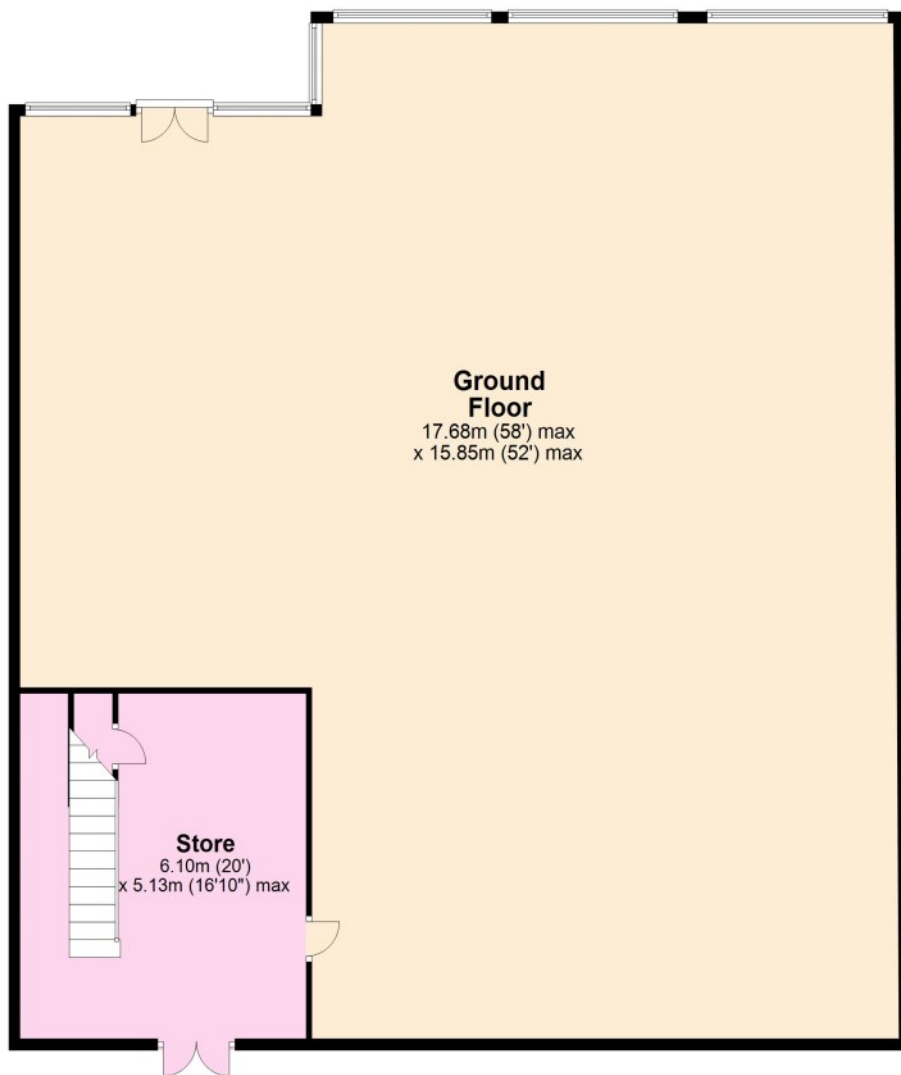 Ground
Floor
17.68m (58') max
x 15.85m (52') max
Store
6.10m (20')
x 5.13m (16'10") max